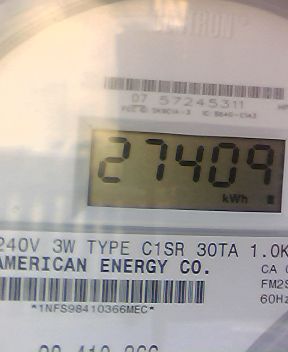 07 57245311
27409
kWh
240V 3W TYPE C1SR 30TA 1.0K
AMERICAN ENERGY CO.
CA
FM2S
60Hz
*1NFS98410366MEC*